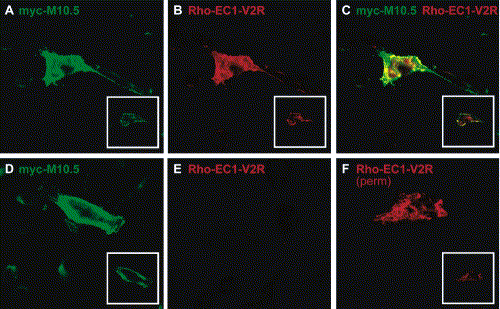 A myc-M10.5
B Rho-EC1-V2R
C myc-M10.5 Rho-EC1-V2R
D myc-M10.5
E Rho-EC1-V2R
F Rho-EC1-V2R
(perm)